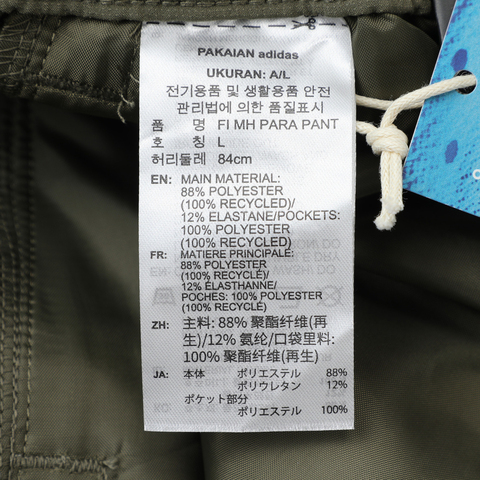 PAKAIAN adidas
UKURAN: A/L
전기용품 및 생활용품 안전
관리법에 의한 품질표시
품 명 FI MH PARA PANT
호 칭 L
허리둘레 84cm
EN: MAIN MATERIAL:
88% POLYESTER
(100% RECYCLED)/
12% ELASTANE/POCKETS:
100% POLYESTER
(100% RECYCLED)
FR: MATIERE PRINCIPALE:
88% POLYESTER
(100% RECYCLÉ)/
12% ÉLASTHANNE/
POCHES: 100% POLYESTER
(100% RECYCLÉ)
ZH: 主料: 88% 聚酯纤维(再
生)/12% 氨纶/口袋里料:
100% 聚酯纤维(再生)
JA: 本体 ポリエステル 88%
ポリウレタン 12%
ポケット部分
ポリエステル 100%